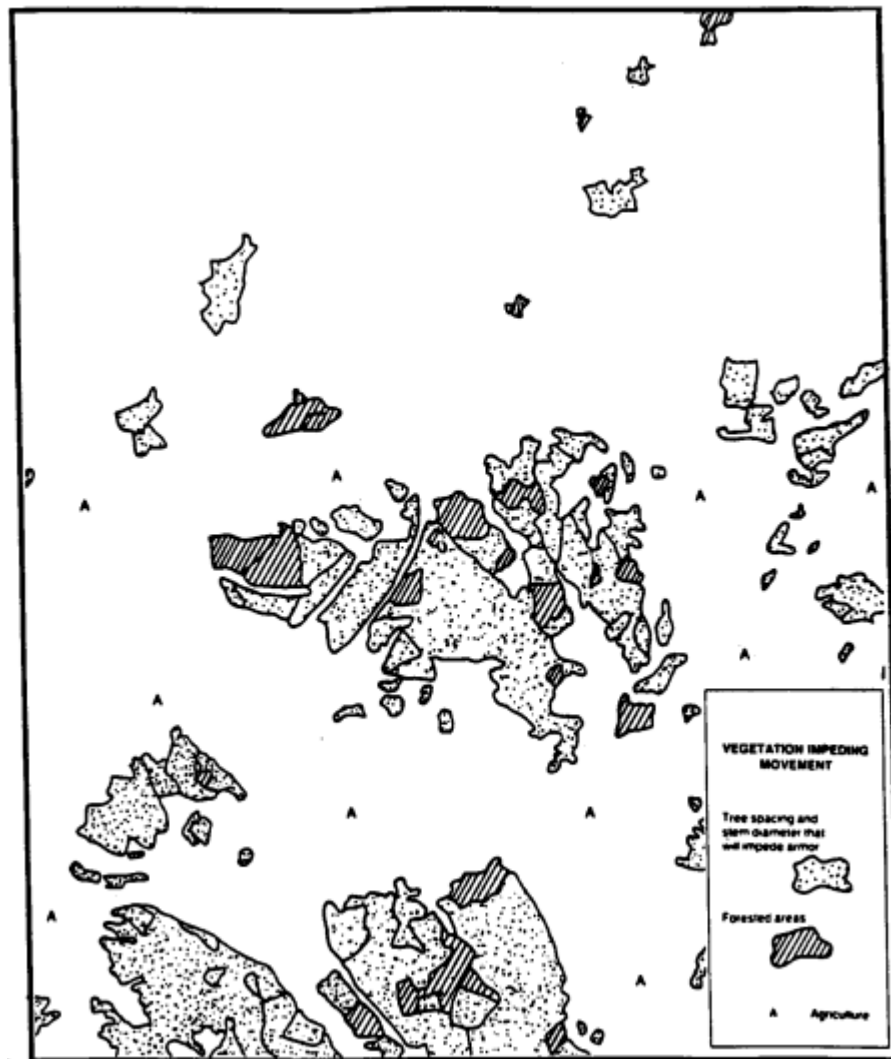 A
A
A
A
A
A
A
A
A
A
VEGETATION IMPEDING
MOVEMENT
Tree spacing and
stem diameter that
will impede armor
Forested areas
A Agriculture